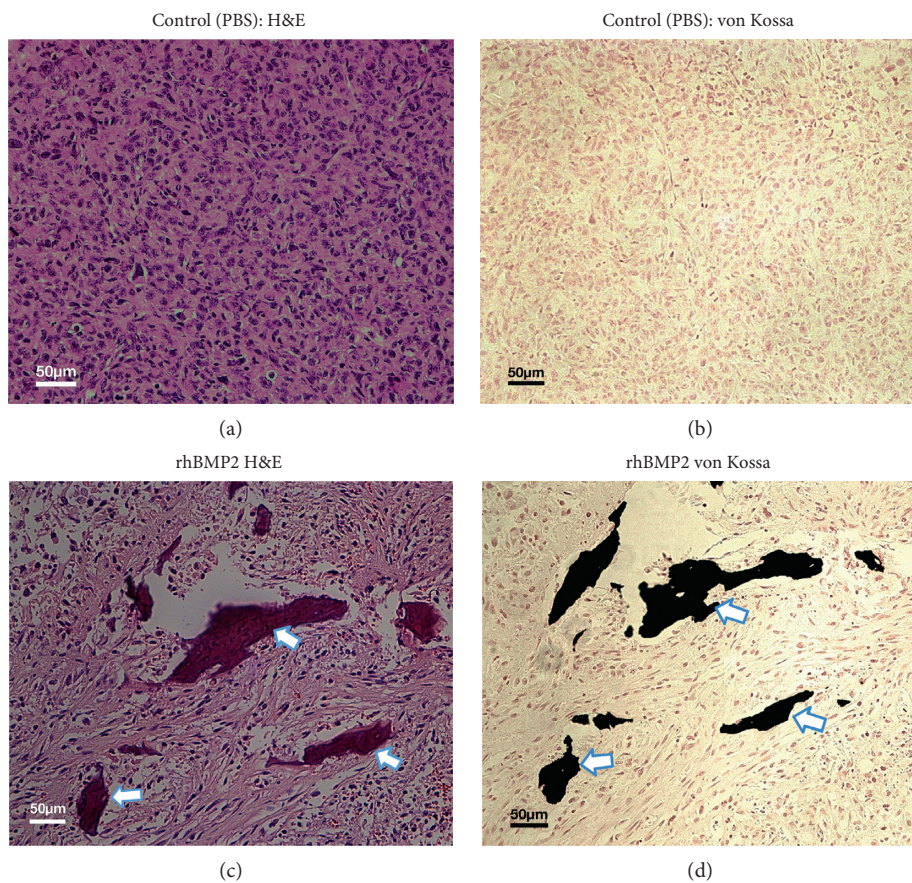 Control (PBS): H&E
Control (PBS): von Kossa
50μm
50μm
(a)
(b)
rhBMP2 H&E
rhBMP2 von Kossa
50μm
50μm
(c)
(d)